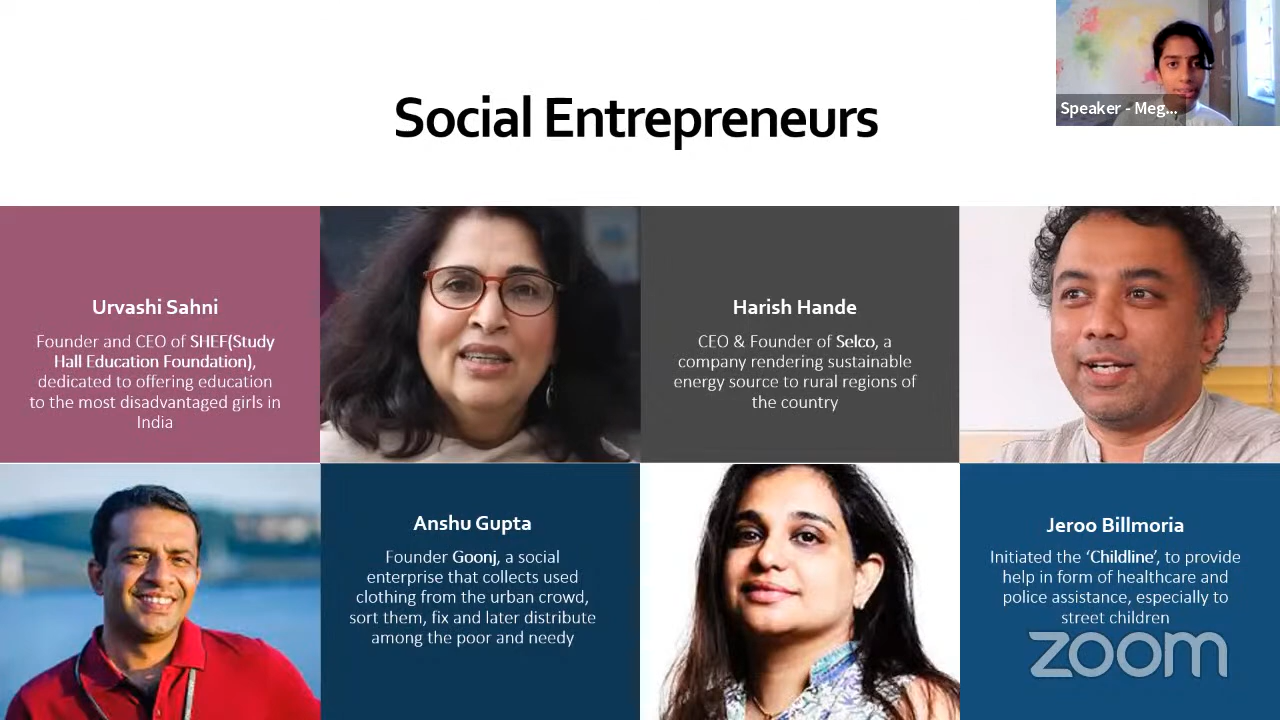 Social Entrepreneurs
Speaker - Meg...
Urvashi Sahni
Founder and CEO of SHEF(Study
Hall Education Foundation),
dedicated to offering education
to the most disadvantaged girls in
India
Harish Hande
CEO & Founder of Selco, a
company rendering sustainable
energy source to rural regions of
the country
Anshu Gupta
Founder Goonj, a social
enterprise that collects used
clothing from the urban crowd,
sort them, fix and later distribute
among the poor and needy
Jeroo Billmoria
Initiated the ‘Childline’, to provide
help in form of healthcare and
police assistance, especially to
street children
zoom